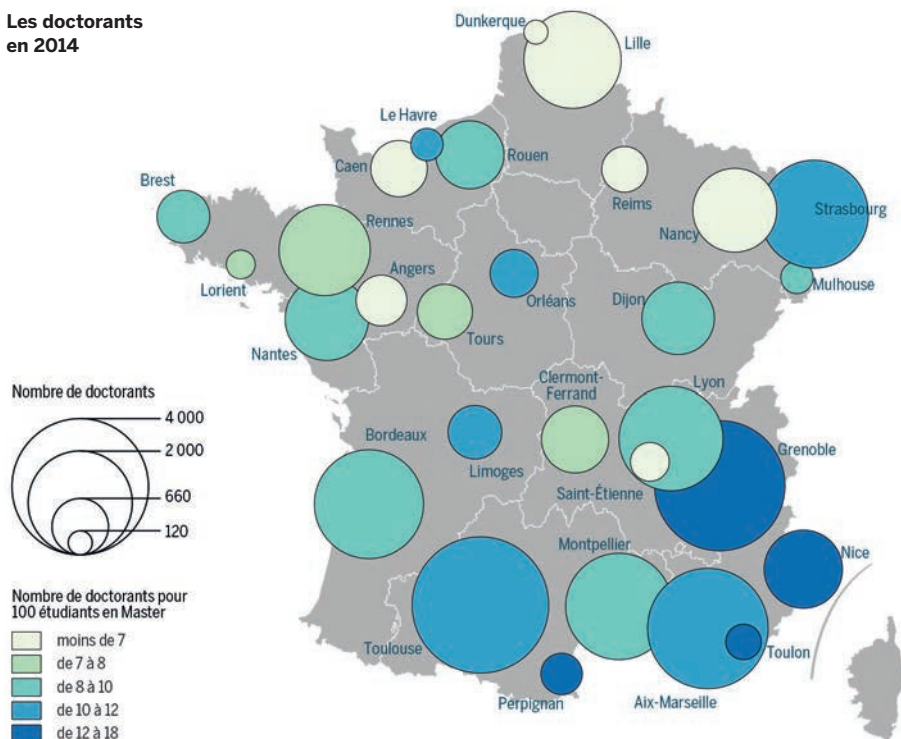 Les doctorants
en 2014
Dunkerque
Lille
Le Havre
Caen
Rouen
Reims
Brest
Rennes
Strasbourg
Nancy
Lorient
Angers
Orléans
Dijon
Mulhouse
Nantes
Tours
Nombre de doctorants
4 000
2 000
660
120
Clermont-
Ferrand
Lyon
Bordeaux
Limoges
Grenoble
Saint-Étienne
Montpellier
Nice
Toulouse
Toulon
Perpignan
Aix-Marseille
Nombre de doctorants pour
100 étudiants en Master
moins de 7
de 7 à 8
de 8 à 10
de 10 à 12
de 12 à 18